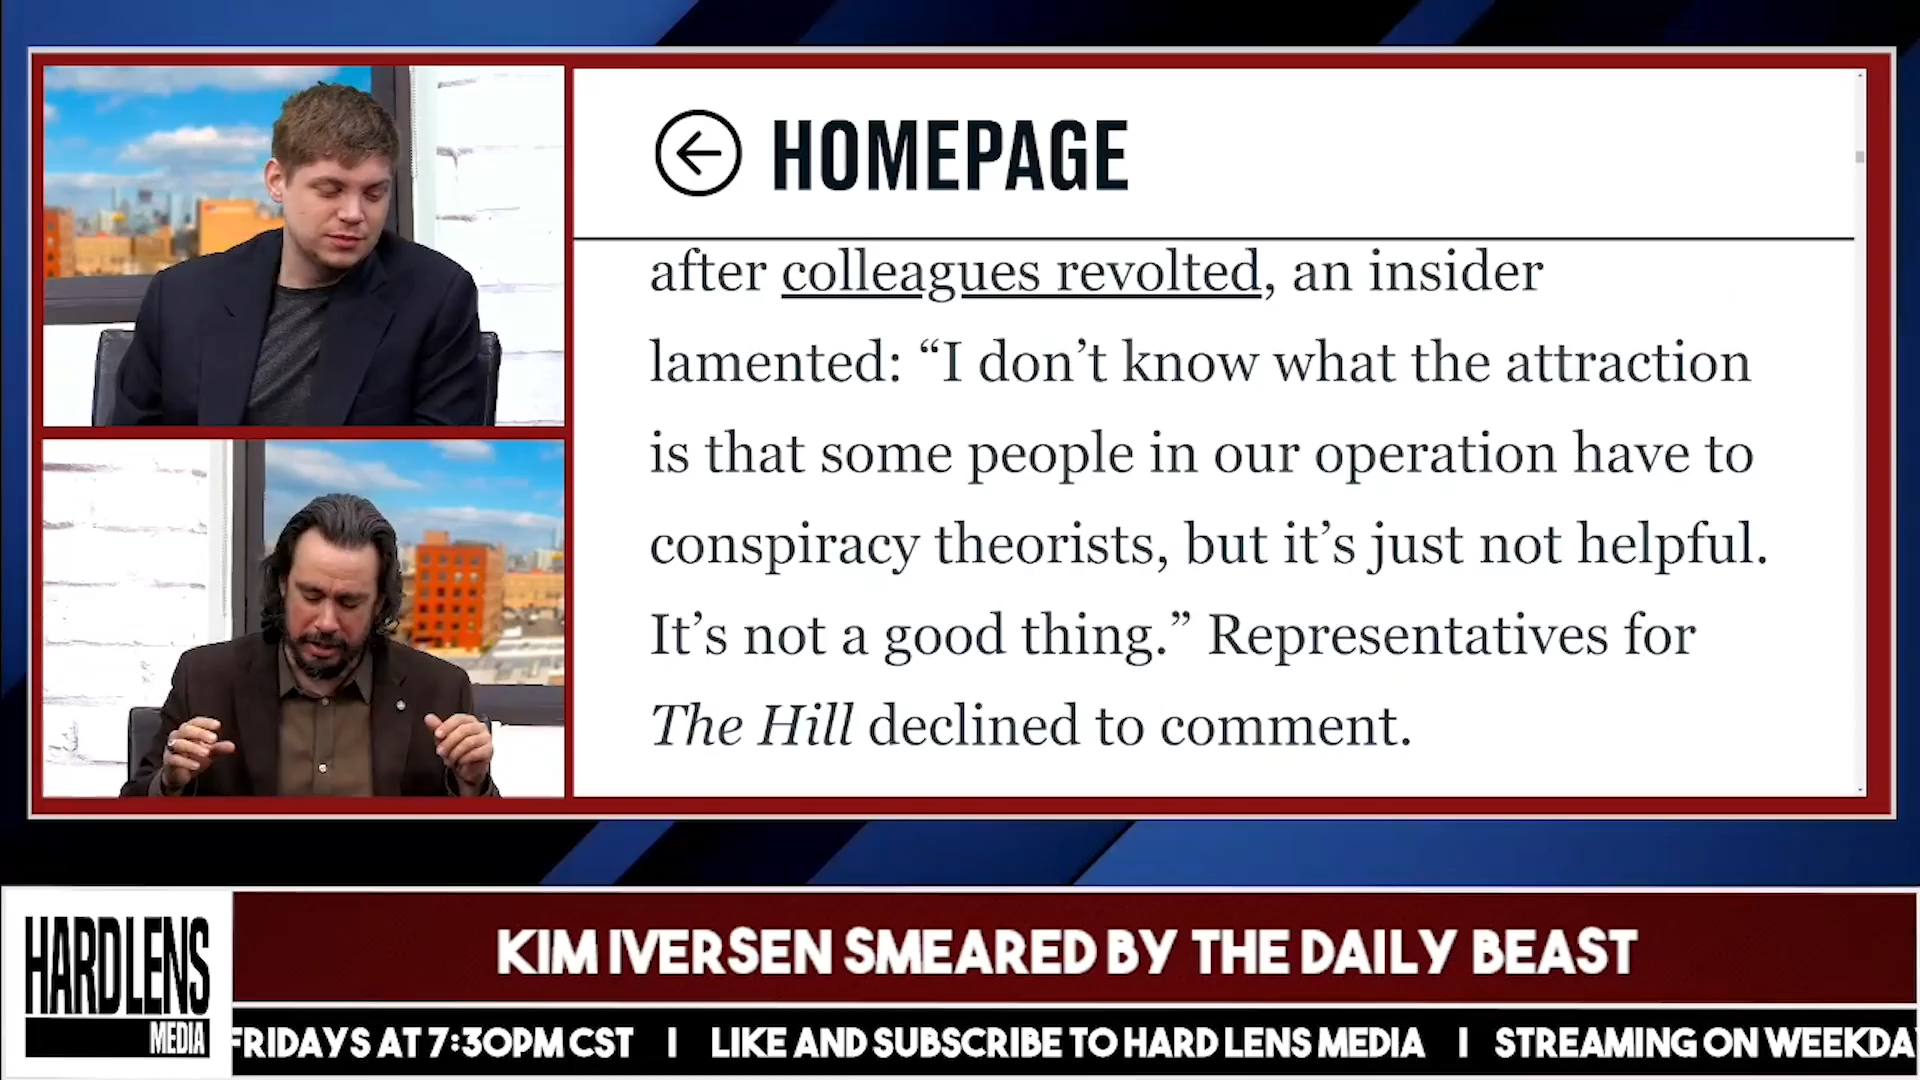 HOMEPAGE
after colleagues revolted, an insider
lamented: “I don’t know what the attraction
is that some people in our operation have to
conspiracy theorists, but it’s just not helpful.
It’s not a good thing.” Representatives for
The Hill declined to comment.
HARD LENS
MEDIA
KIM IVERSEN SMEARED BY THE DAILY BEAST
FRIDAYS AT 7:30PM CST | LIKE AND SUBSCRIBE TO HARD LENS MEDIA | STREAMING ON WEEKDA